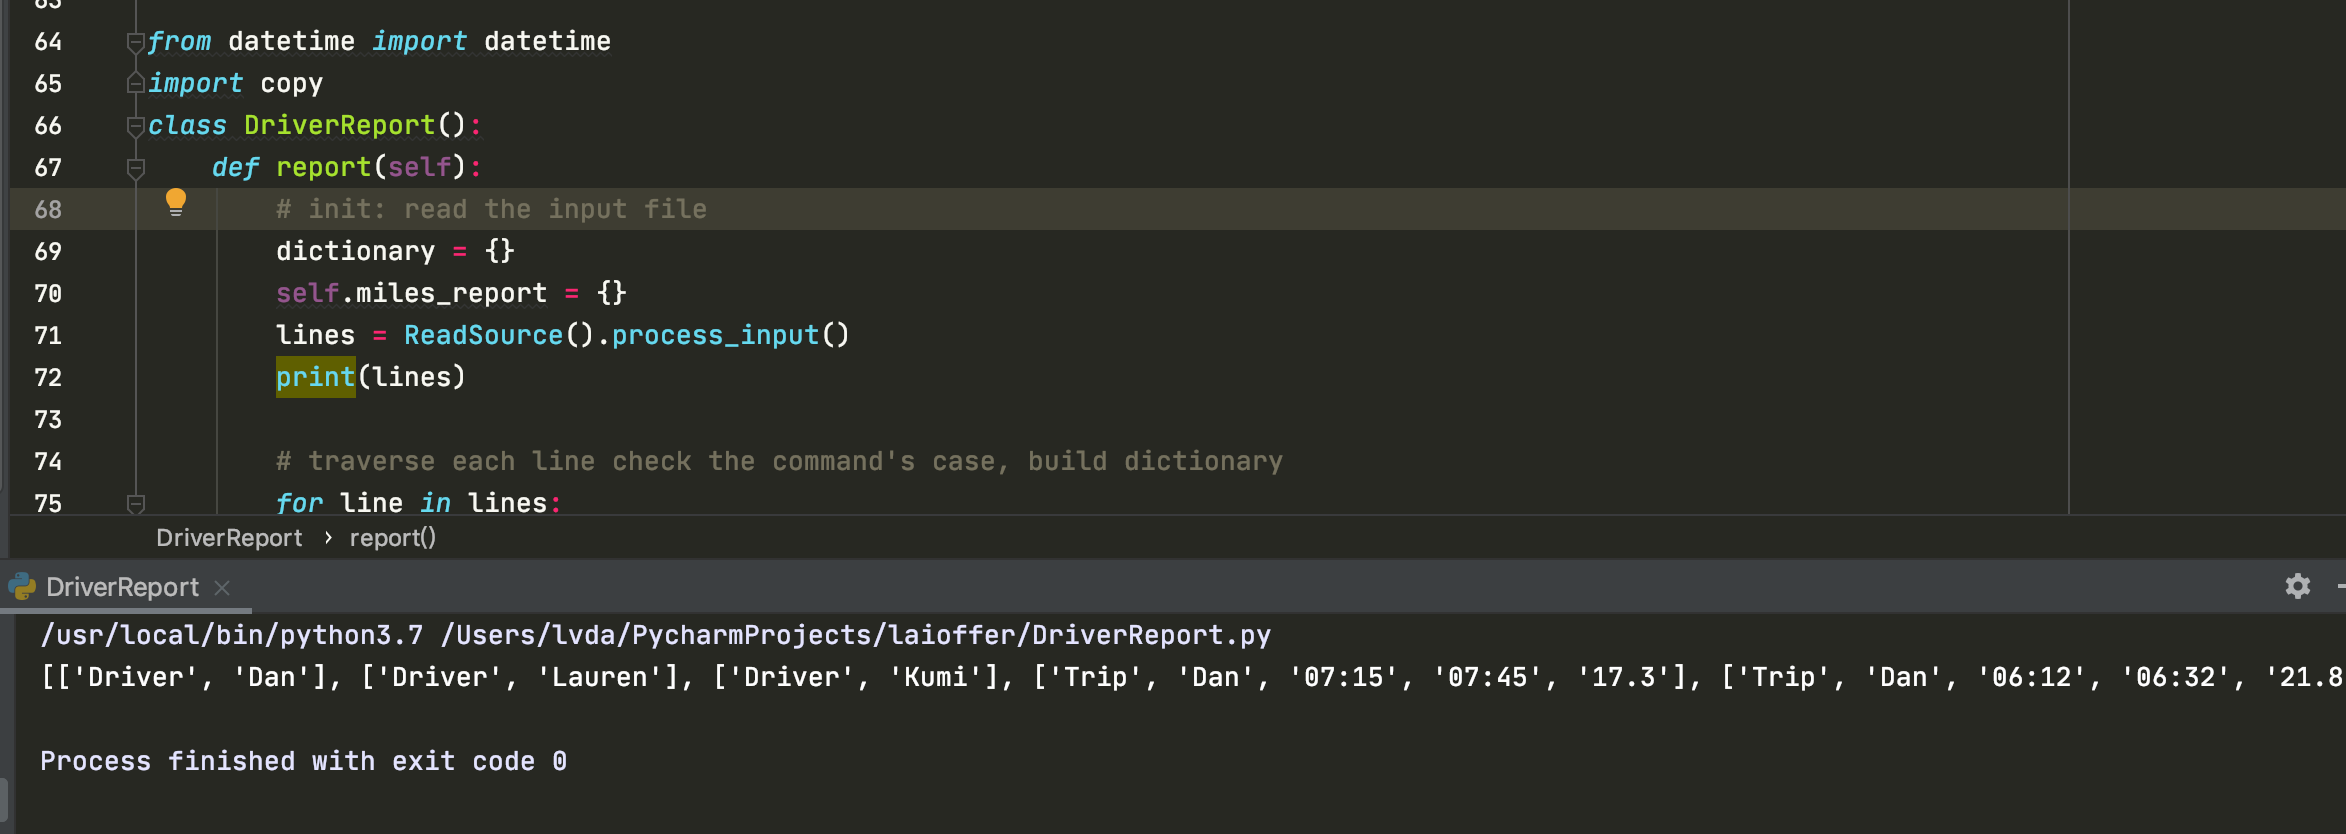 63
64 from datetime import datetime
65 import copy
66 class DriverReport():
67     def report(self):
68         # init: read the input file
69         dictionary = {}
70         self.miles_report = {}
71         lines = ReadSource().process_input()
72         print(lines)
73
74         # traverse each line check the command's case, build dictionary
75         for line in lines:
DriverReport › report()
DriverReport
/usr/local/bin/python3.7 /Users/lvda/PycharmProjects/laioffer/DriverReport.py
[['Driver', 'Dan'], ['Driver', 'Lauren'], ['Driver', 'Kumi'], ['Trip', 'Dan', '07:15', '07:45', '17.3'], ['Trip', 'Dan', '06:12', '06:32', '21.8
Process finished with exit code 0